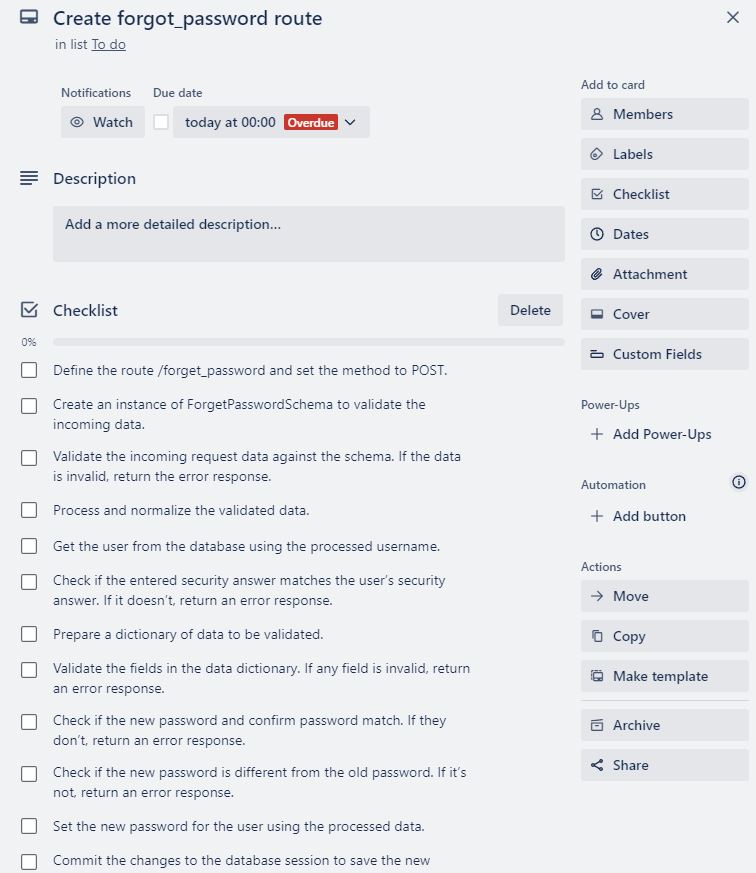 Create forgot_password route
in list To do
Notifications
Due date
Watch
today at 00:00 Overdue
Description
Add a more detailed description...
Checklist
Delete
0%
Define the route /forget_password and set the method to POST.
Create an instance of ForgetPasswordSchema to validate the
incoming data.
Validate the incoming request data against the schema. If the data
is invalid, return the error response.
Process and normalize the validated data.
Get the user from the database using the processed username.
Check if the entered security answer matches the user's security
answer. If it doesn't, return an error response.
Prepare a dictionary of data to be validated.
Validate the fields in the data dictionary. If any field is invalid, return
an error response.
Check if the new password and confirm password match. If they
don't, return an error response.
Check if the new password is different from the old password. If it's
not, return an error response.
Set the new password for the user using the processed data.
Commit the changes to the database session to save the new
Add to card
Members
Labels
Checklist
Dates
Attachment
Cover
Custom Fields
Power-Ups
Add Power-Ups
Automation
Add button
Actions
Move
Copy
Make template
Archive
Share